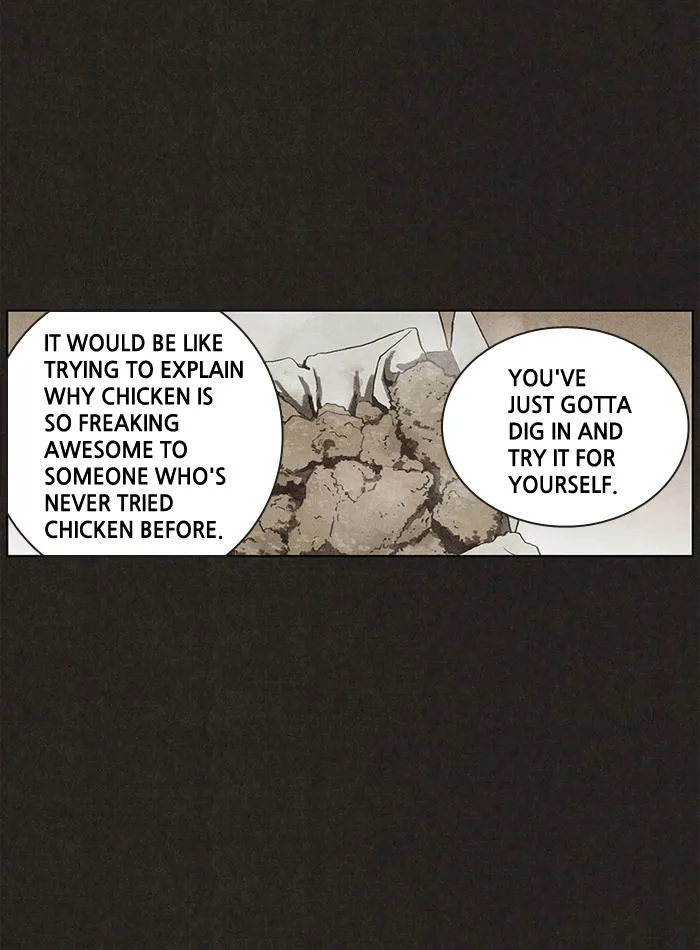 IT WOULD BE LIKE
TRYING TO EXPLAIN
WHY CHICKEN IS
SO FREAKING
AWESOME TO
SOMEONE WHO'S
NEVER TRIED
CHICKEN BEFORE.
YOU'VE
JUST GOTTA
DIG IN AND
TRY IT FOR
YOURSELF.